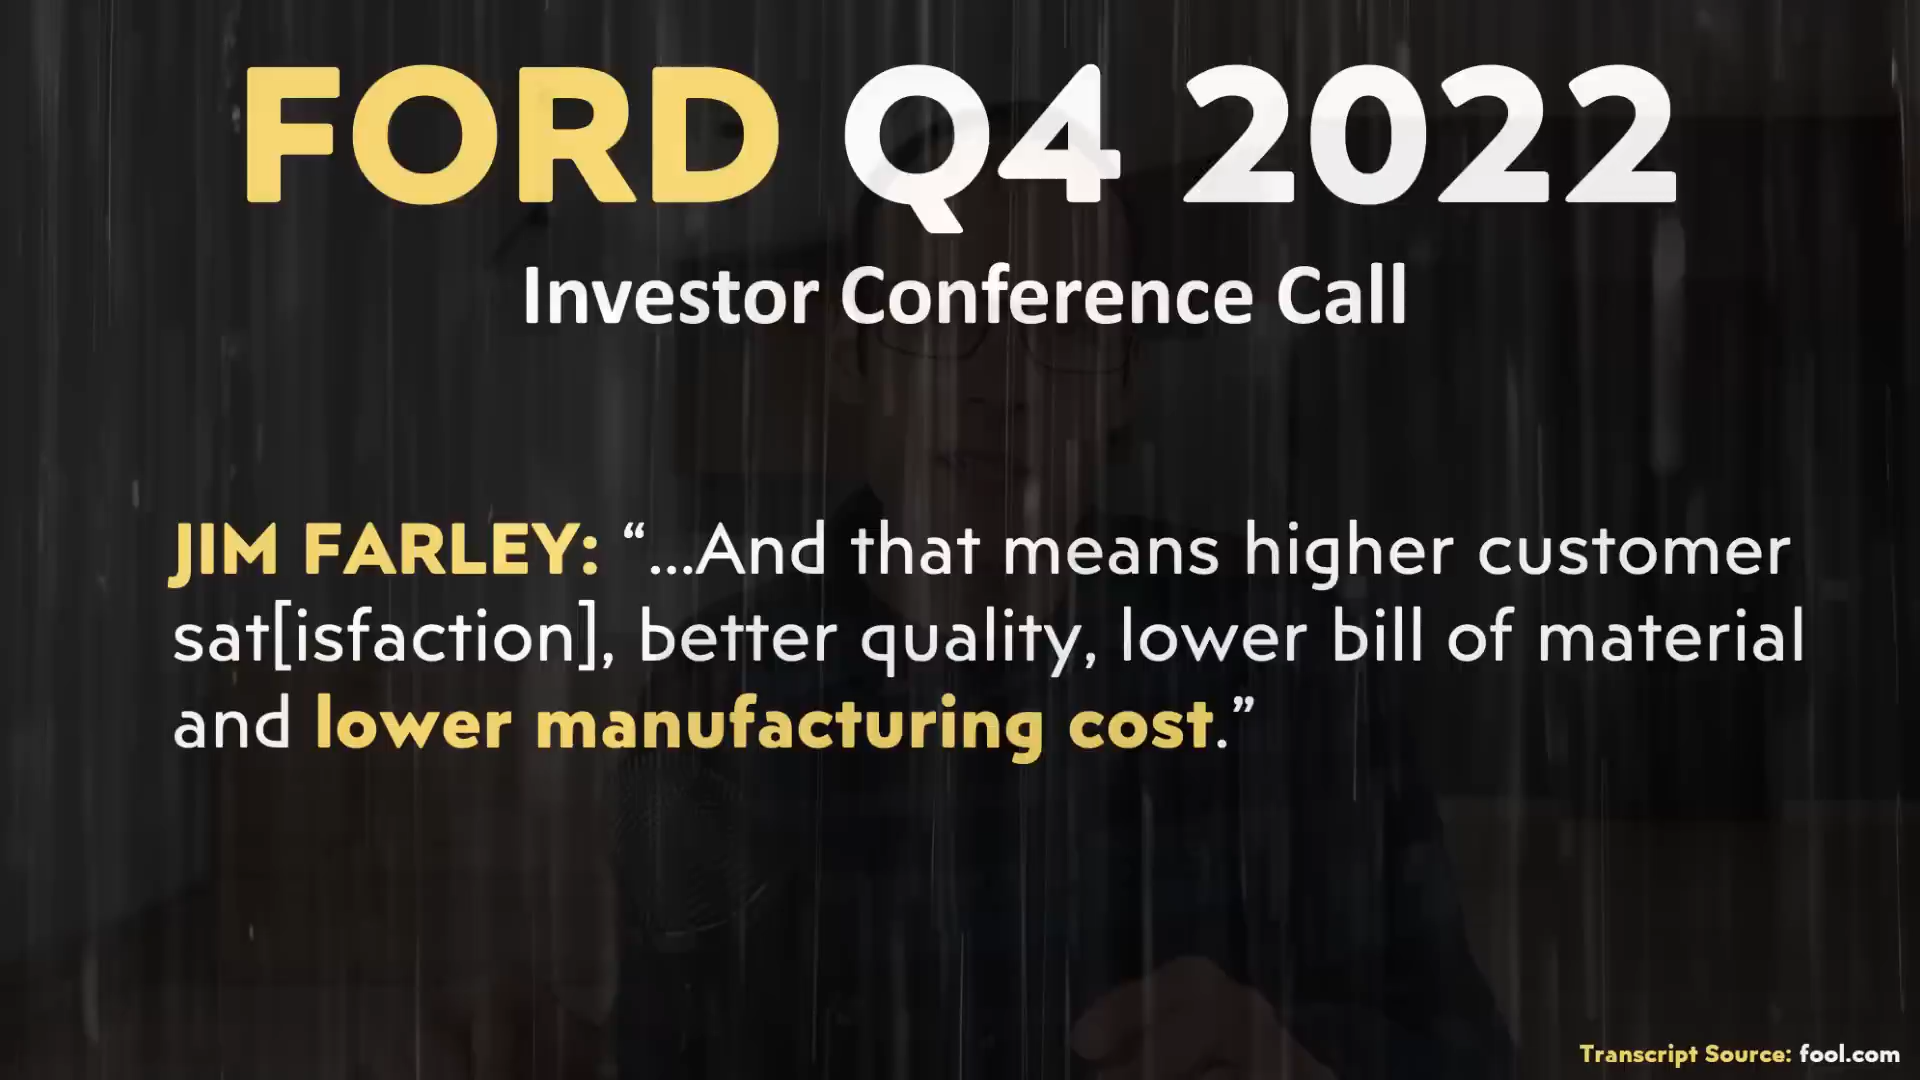 FORD Q4 2022
Investor Conference Call
JIM FARLEY: “...And that means higher customer
sat[isfaction], better quality, lower bill of material
and lower manufacturing cost.”
Transcript Source: fool.com